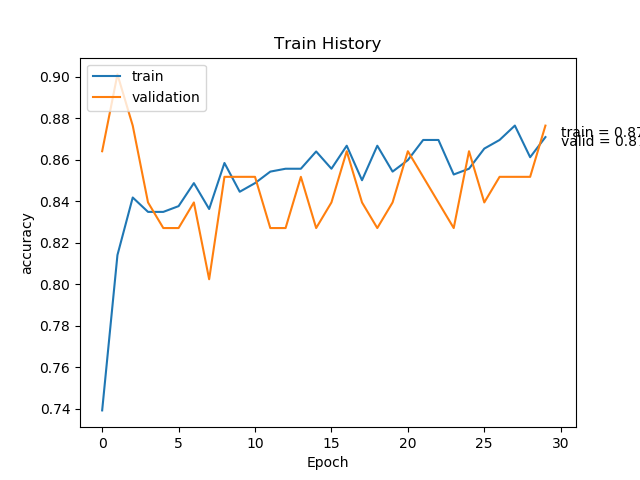 Train History
train
validation
0.90
0.88
0.86
0.84
0.82
0.80
0.78
0.76
0.74
accuracy
train = 0.87
valid = 0.87
0 5 10 15 20 25 30
Epoch